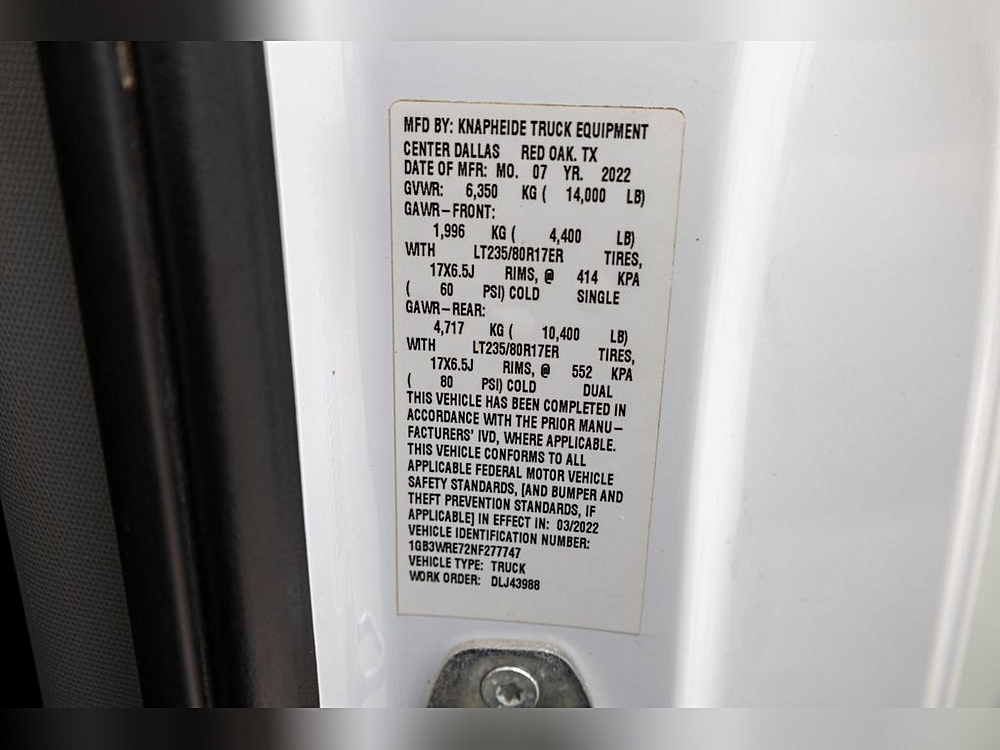 MFD BY: KNAPHEIDE TRUCK EQUIPMENT
CENTER DALLAS RED OAK, TX
DATE OF MFR: MO. 07 YR. 2022
GVWR: 6,350 KG ( 14,000 LB)
GAWR-FRONT:
1,996 KG ( 4,400 LB)
WITH LT235/80R17ER TIRES,
17X6.5J RIMS, @ 414 KPA
( 60 PSI) COLD SINGLE
GAWR-REAR:
4,717 KG ( 10,400 LB)
WITH LT235/80R17ER TIRES,
17X6.5J RIMS, @ 552 KPA
( 80 PSI) COLD DUAL
THIS VEHICLE HAS BEEN COMPLETED IN
ACCORDANCE WITH THE PRIOR MANU-
FACTURERS' IVD, WHERE APPLICABLE.
THIS VEHICLE CONFORMS TO ALL
APPLICABLE FEDERAL MOTOR VEHICLE
SAFETY STANDARDS, [AND BUMPER AND
THEFT PREVENTION STANDARDS, IF
APPLICABLE] IN EFFECT IN: 03/2022
VEHICLE IDENTIFICATION NUMBER:
1GB3WRE72NF277747
VEHICLE TYPE: TRUCK
WORK ORDER: DLJ43988